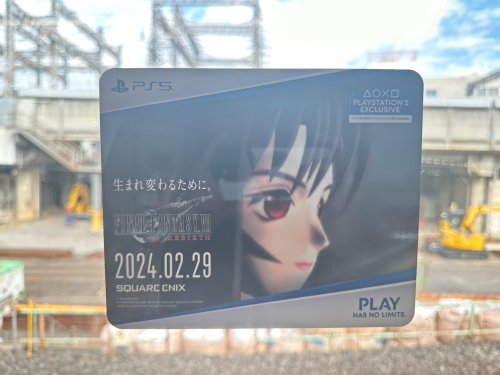 PS5
PLAYSTATION'S
EXCLUSIVE
生まれ変わるために。
FINAL FANTASY VII
REBIRTH
2024.02.29
SQUARE ENIX
PLAY
HAS NO LIMITS.